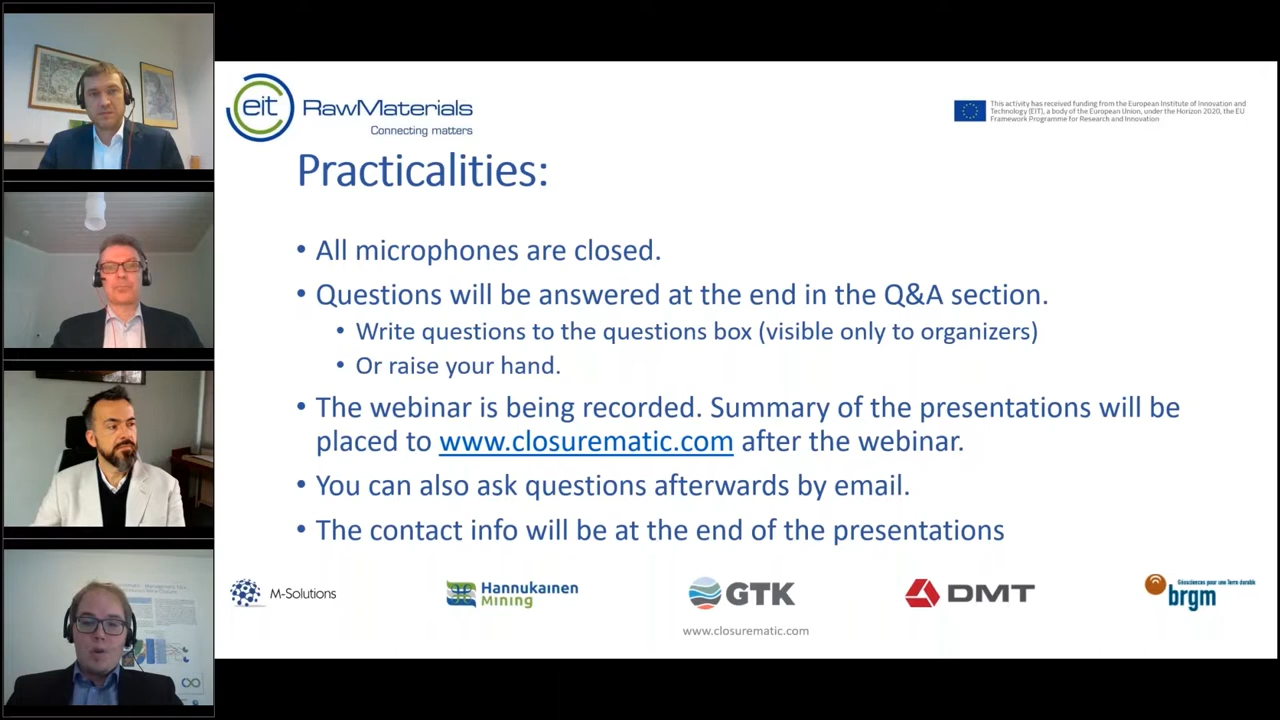 eit RawMaterials
Connecting matters
This activity has received funding from the European Institute of Innovation and
Technology (EIT), a body of the European Union, under the Horizon 2020, the EU
Framework Programme for Research and Innovation
Practicalities:
• All microphones are closed.
• Questions will be answered at the end in the Q&A section.
• Write questions to the questions box (visible only to organizers)
• Or raise your hand.
• The webinar is being recorded. Summary of the presentations will be
placed to www.closurematic.com after the webinar.
• You can also ask questions afterwards by email.
• The contact info will be at the end of the presentations
M-Solutions
Hannukainen
Mining
GTK
DMT
Géosciences pour une Terre durable
brgm
www.closurematic.com